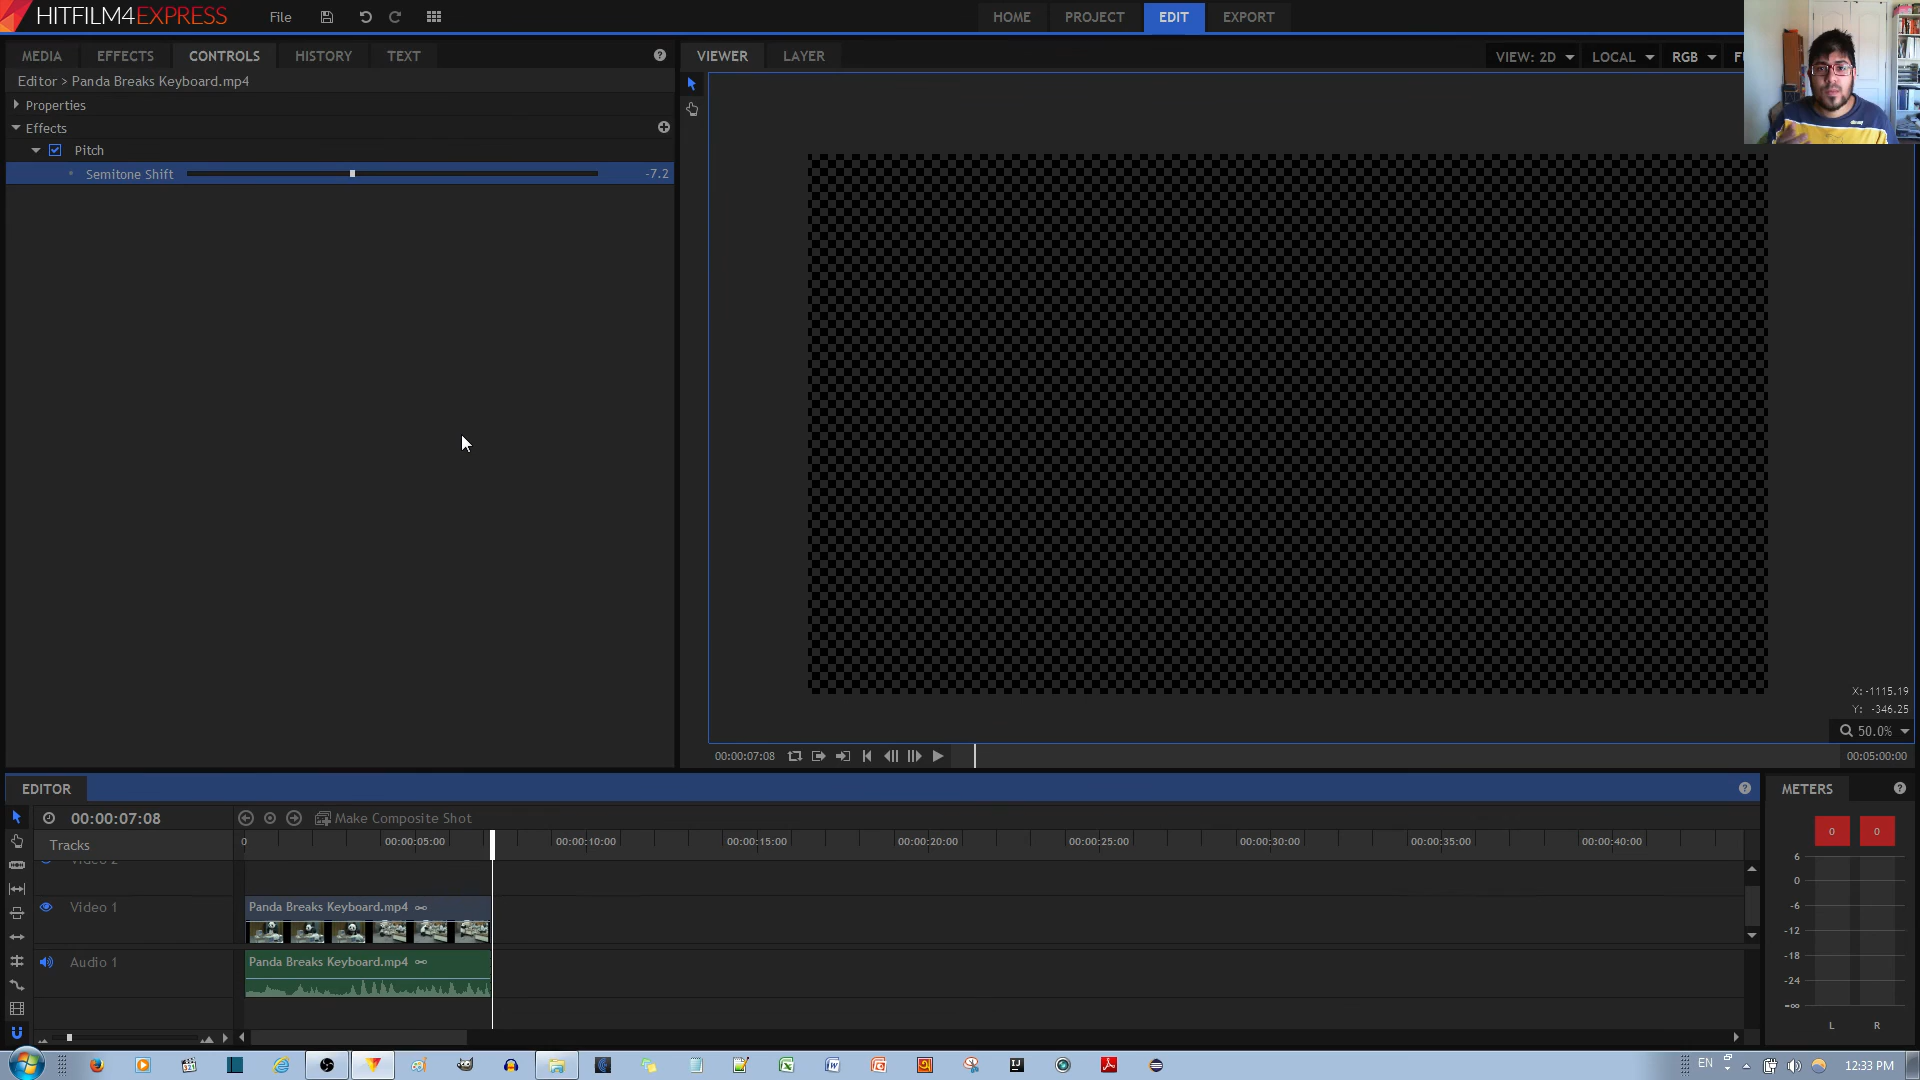 HITFILM4EXPRESS File HOME PROJECT EDIT EXPORT
MEDIA EFFECTS CONTROLS HISTORY TEXT
Editor > Panda Breaks Keyboard.mp4
Properties
Effects
Pitch
Semitone Shift -7.2
VIEWER LAYER VIEW: 2D LOCAL RGB
X: -1115.19
Y: -346.25
50.0%
00:00:07:08 00:05:00:00
EDITOR
00:00:07:08 Make Composite Shot
Tracks 0 00:00:05:00 00:00:10:00 00:00:15:00 00:00:20:00 00:00:25:00 00:00:30:00 00:00:35:00 00:00:40:00
Video 2
Video 1 Panda Breaks Keyboard.mp4
Audio 1 Panda Breaks Keyboard.mp4
METERS
0 0
6
0
-6
-12
-18
-24
-∞
L R
EN 12:33 PM